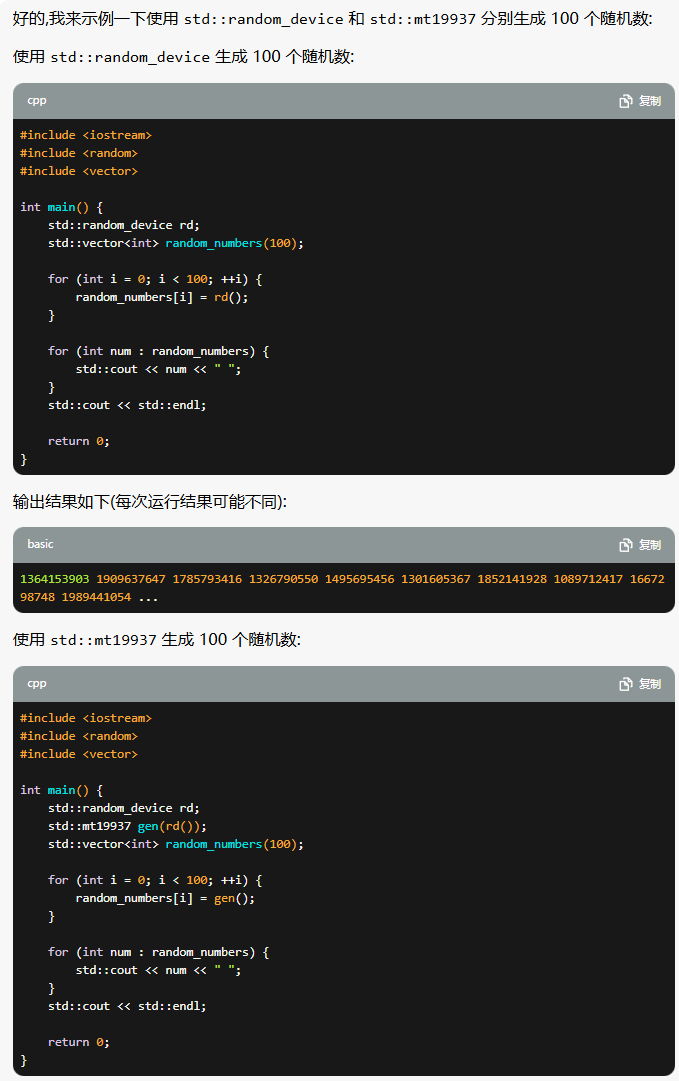 好的,我来示例一下使用 std::random_device 和 std::mt19937 分别生成 100 个随机数:
使用 std::random_device 生成 100 个随机数:
cpp 复制
#include <iostream>
#include <random>
#include <vector>
int main() {
    std::random_device rd;
    std::vector<int> random_numbers(100);
    for (int i = 0; i < 100; ++i) {
        random_numbers[i] = rd();
    }
    for (int num : random_numbers) {
        std::cout << num << " ";
    }
    std::cout << std::endl;
    return 0;
}
输出结果如下(每次运行结果可能不同):
basic 复制
1364153903 1909637647 1785793416 1326790550 1495695456 1301605367 1852141928 1089712417 16672
98748 1989441054 ...
使用 std::mt19937 生成 100 个随机数:
cpp 复制
#include <iostream>
#include <random>
#include <vector>
int main() {
    std::random_device rd;
    std::mt19937 gen(rd());
    std::vector<int> random_numbers(100);
    for (int i = 0; i < 100; ++i) {
        random_numbers[i] = gen();
    }
    for (int num : random_numbers) {
        std::cout << num << " ";
    }
    std::cout << std::endl;
    return 0;
}